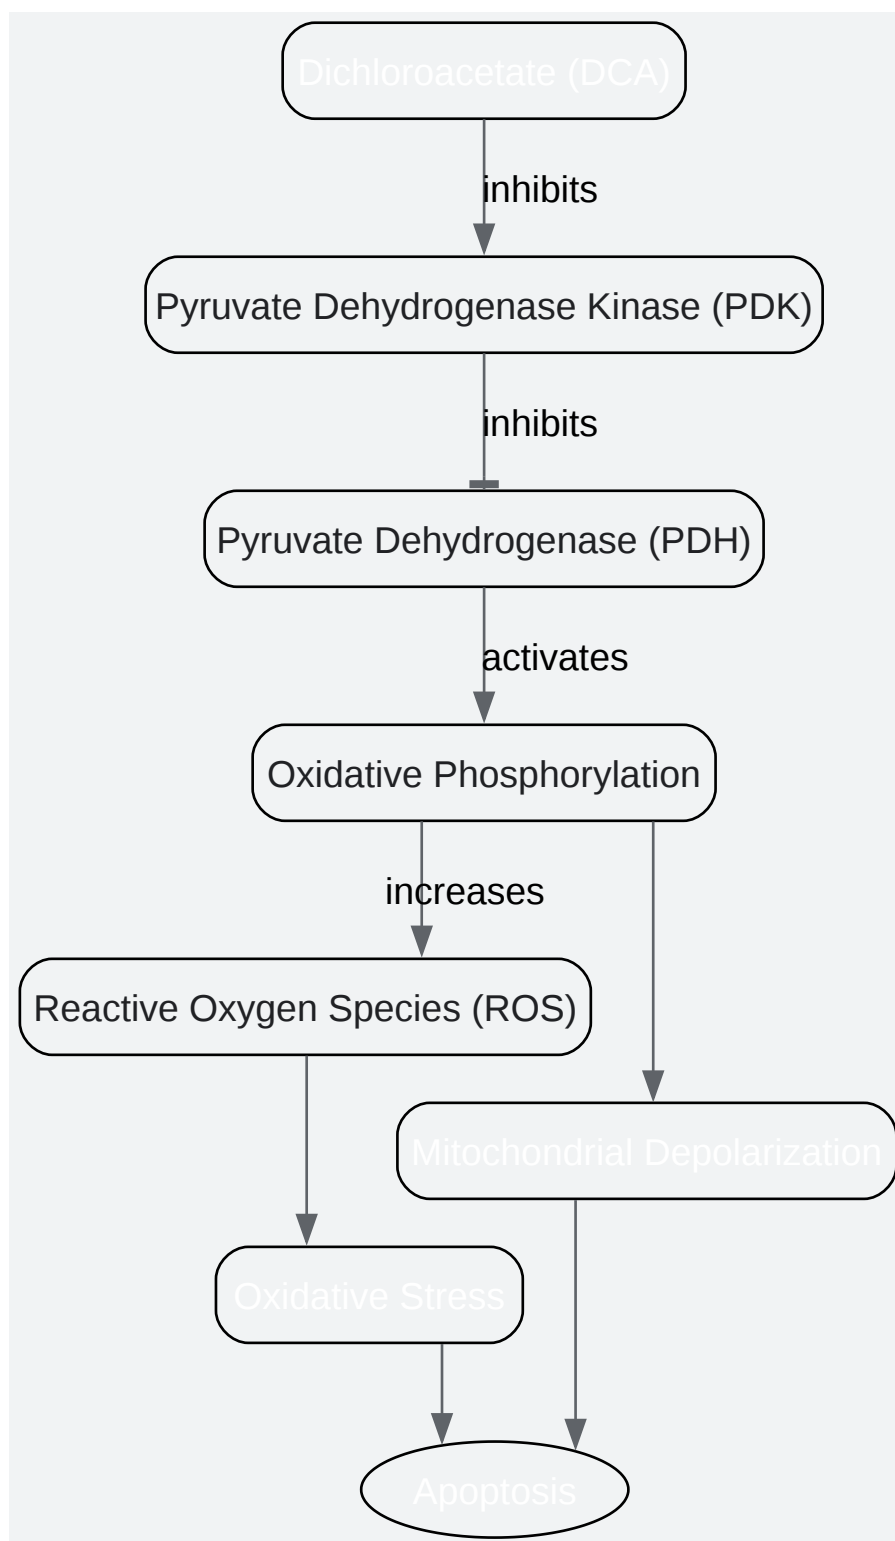 Dichloroacetate (DCA)
inhibits
Pyruvate Dehydrogenase Kinase (PDK)
inhibits
Pyruvate Dehydrogenase (PDH)
activates
Oxidative Phosphorylation
increases
Reactive Oxygen Species (ROS)
Mitochondrial Depolarization
Oxidative Stress
Apoptosis